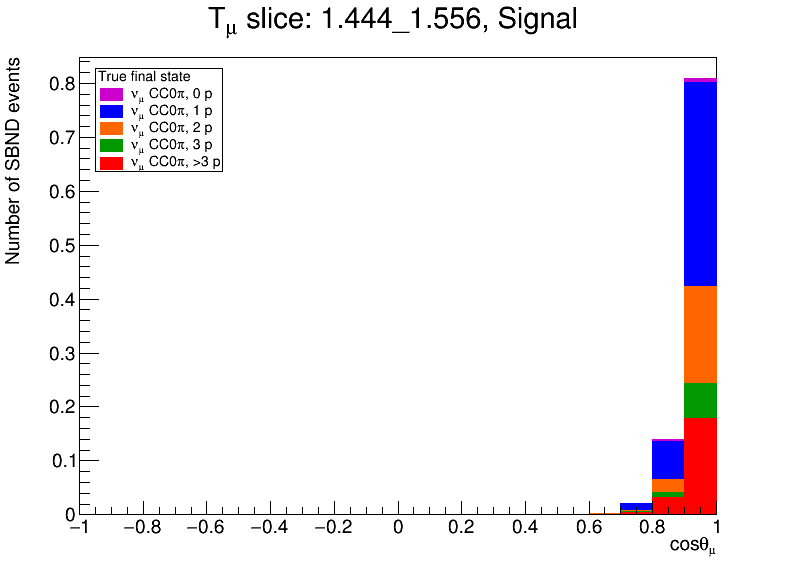 Tμ slice: 1.444_1.556, Signal
Number of SBND events
True final state
νμ CC0π, 0 p
νμ CC0π, 1 p
νμ CC0π, 2 p
νμ CC0π, 3 p
νμ CC0π, >3 p
0.8
0.7
0.6
0.5
0.4
0.3
0.2
0.1
0
−1 −0.8 −0.6 −0.4 −0.2 0 0.2 0.4 0.6 0.8 1
cosθμ